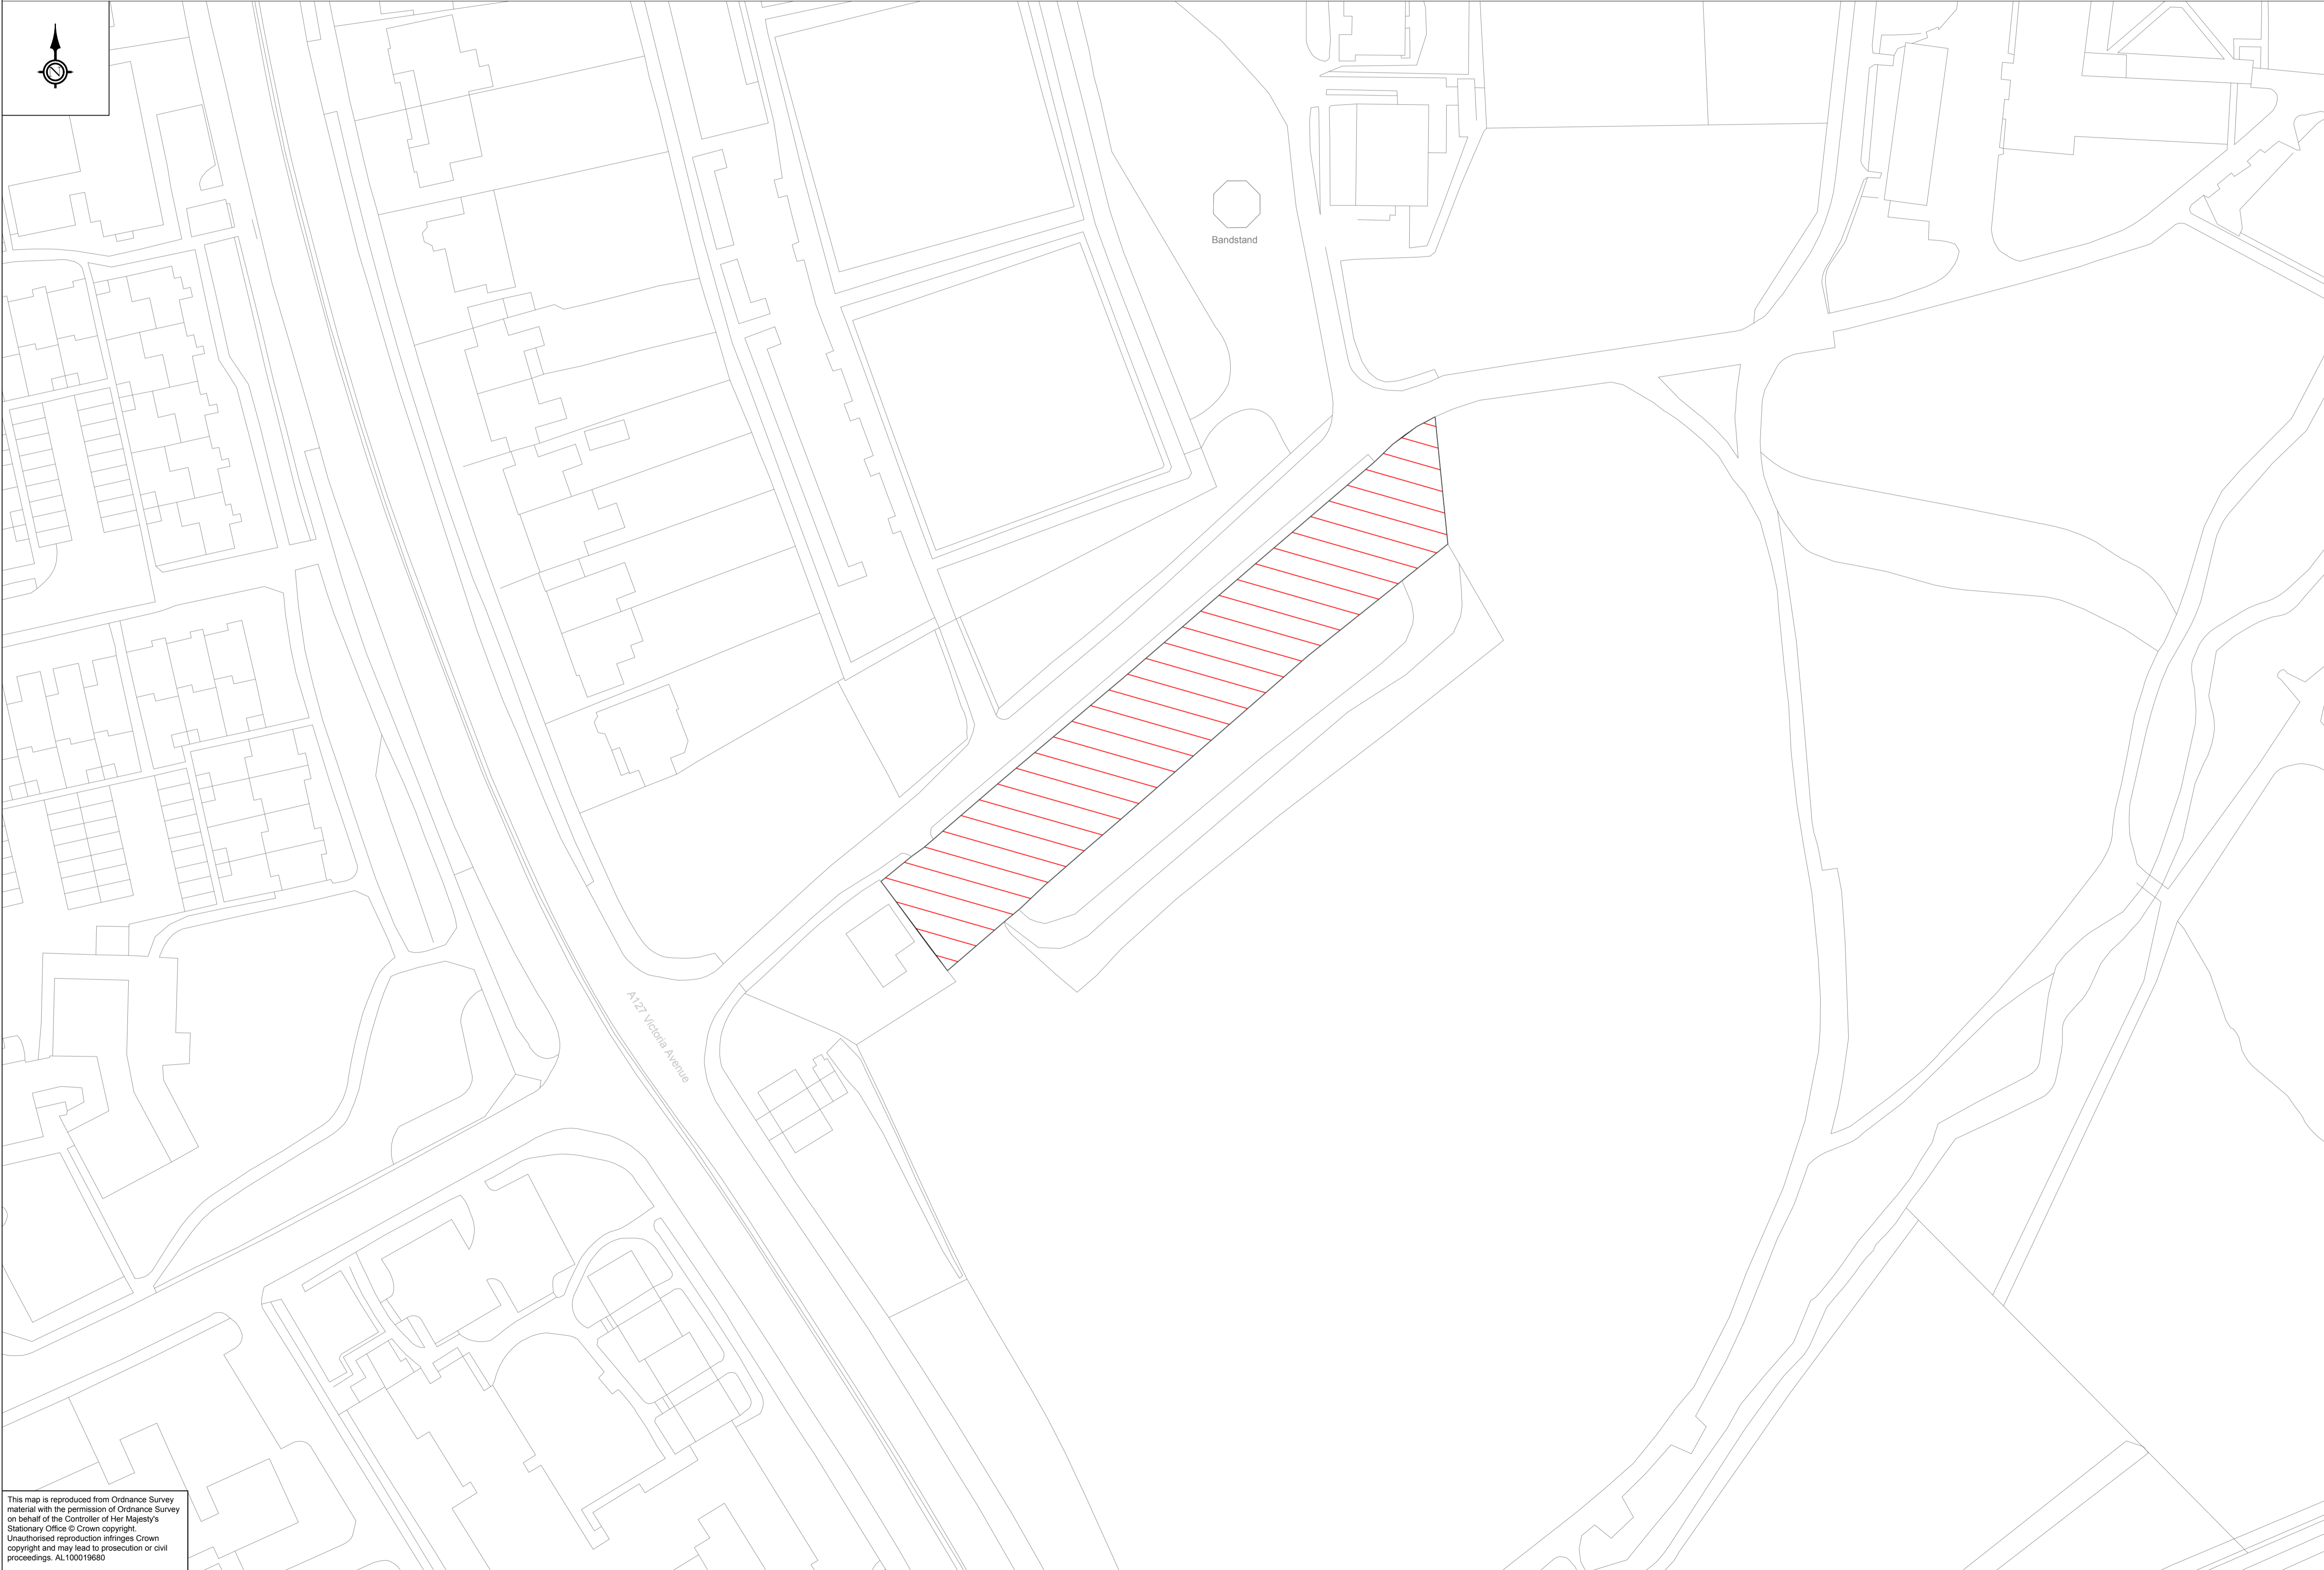 N
Bandstand
A127 Victoria Avenue
This map is reproduced from Ordnance Survey
material with the permission of Ordnance Survey
on behalf of the Controller of Her Majesty's
Stationary Office © Crown copyright.
Unauthorised reproduction infringes Crown
copyright and may lead to prosecution or civil
proceedings. AL100019680